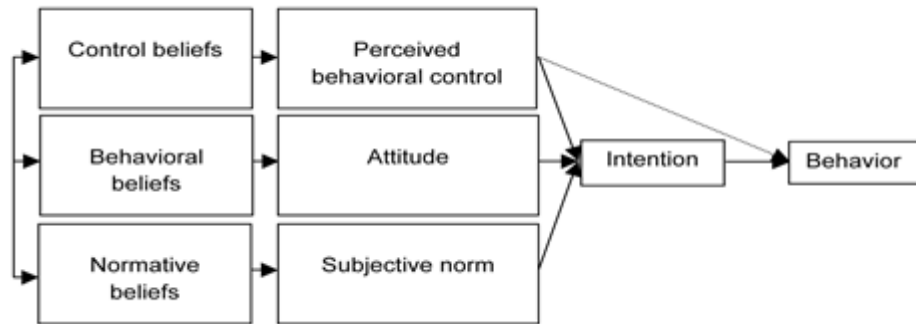 Control beliefs
Perceived
behavioral control
Behavioral
beliefs
Attitude
Intention
Behavior
Normative
beliefs
Subjective norm